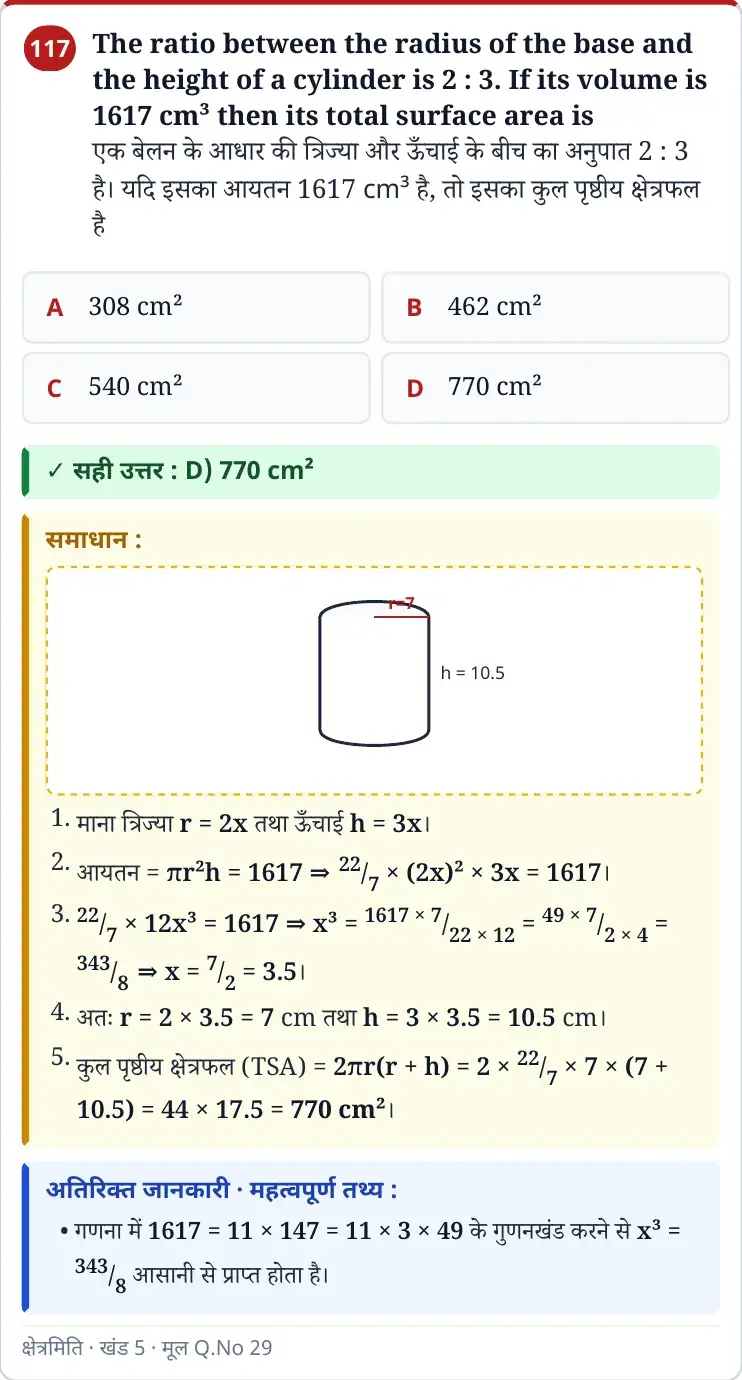 117 The ratio between the radius of the base and
the height of a cylinder is 2 : 3. If its volume is
1617 cm³ then its total surface area is
एक बेलन के आधार की त्रिज्या और ऊँचाई के बीच का अनुपात 2 : 3
है। यदि इसका आयतन 1617 cm³ है, तो इसका कुल पृष्ठीय क्षेत्रफल
है
A 308 cm²
B 462 cm²
C 540 cm²
D 770 cm²
✓ सही उत्तर : D) 770 cm²
समाधान :
r=7
h = 10.5
1. माना त्रिज्या r = 2x तथा ऊँचाई h = 3x।
2. आयतन = πr²h = 1617 ⇒ 22/7 × (2x)² × 3x = 1617।
3. 22/7 × 12x³ = 1617 ⇒ x³ = 1617 × 7/22 × 12 = 49 × 7/2 × 4 =
343/8 ⇒ x = 7/2 = 3.5।
4. अतः r = 2 × 3.5 = 7 cm तथा h = 3 × 3.5 = 10.5 cm।
5. कुल पृष्ठीय क्षेत्रफल (TSA) = 2πr(r + h) = 2 × 22/7 × 7 × (7 +
10.5) = 44 × 17.5 = 770 cm²।
अतिरिक्त जानकारी · महत्वपूर्ण तथ्य :
• गणना में 1617 = 11 × 147 = 11 × 3 × 49 के गुणनखंड करने से x³ =
343/8 आसानी से प्राप्त होता है।
क्षेत्रमिति · खंड 5 · मूल Q.No 29